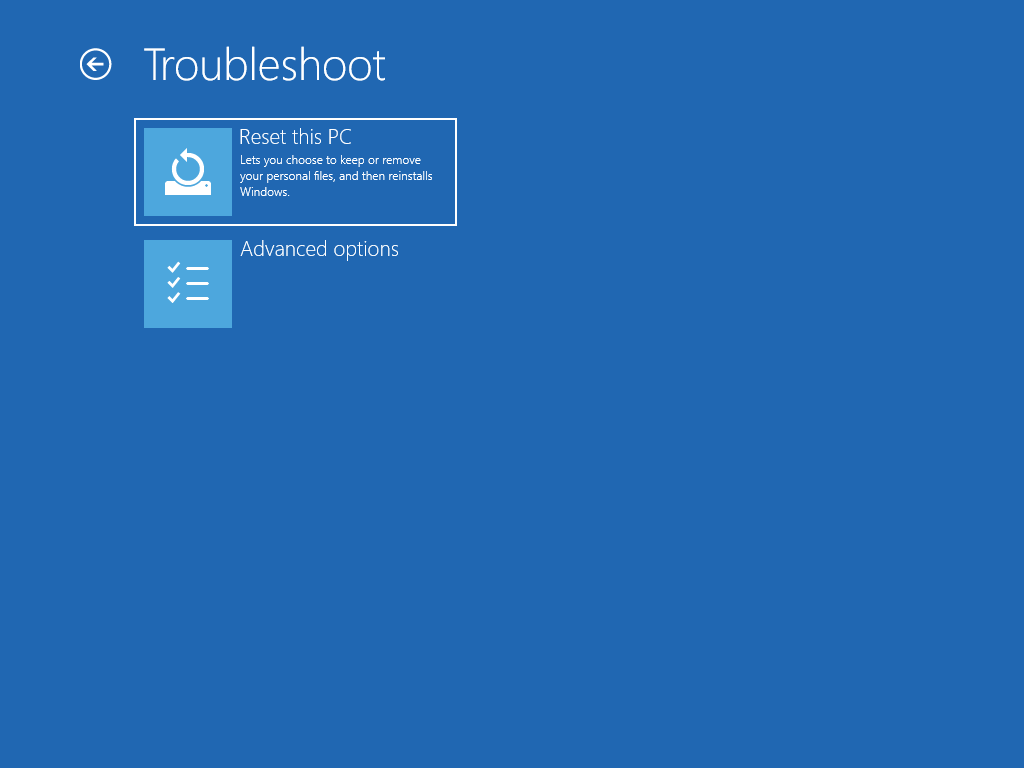 Troubleshoot
Reset this PC
Lets you choose to keep or remove
your personal files, and then reinstalls
Windows.
Advanced options